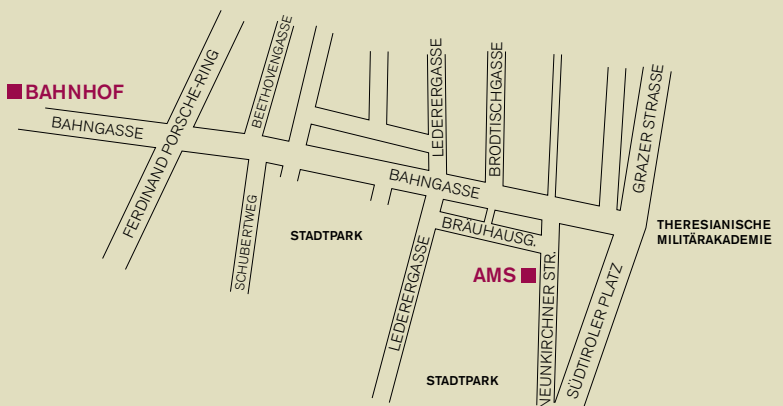 BAHNHOF
BAHNGASSE
FERDINAND PORSCHE-RING
BEETHOVENGASSE
SCHUBERTWEG
STADTPARK
LEDERERGASSE
BRODTISCHGASSE
BAHNGASSE
BRÄUHAUSG.
LEDERERGASSE
AMS
NEUNKIRCHNER STR.
SÜDTIROLER PLATZ
GRAZER STRASSE
THERESIANISCHE
MILITÄRAKADEMIE
STADTPARK